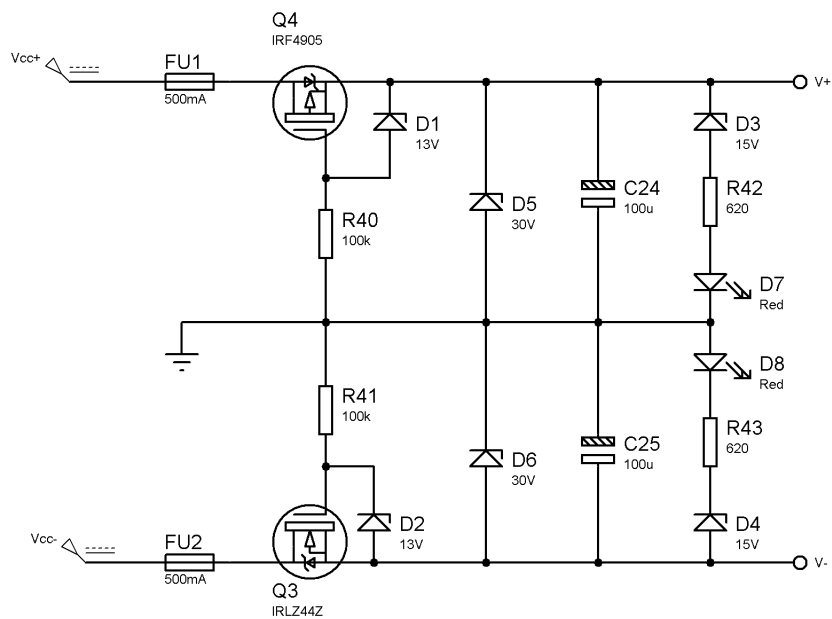 Q4
IRF4905
Vcc+
FU1
500mA
V+
D1
13V
D3
15V
R40
100k
D5
30V
C24
100u
R42
620
D7
Red
R41
100k
D8
Red
D6
30V
C25
100u
R43
620
D2
13V
D4
15V
Vcc-
FU2
500mA
V-
Q3
IRLZ44Z